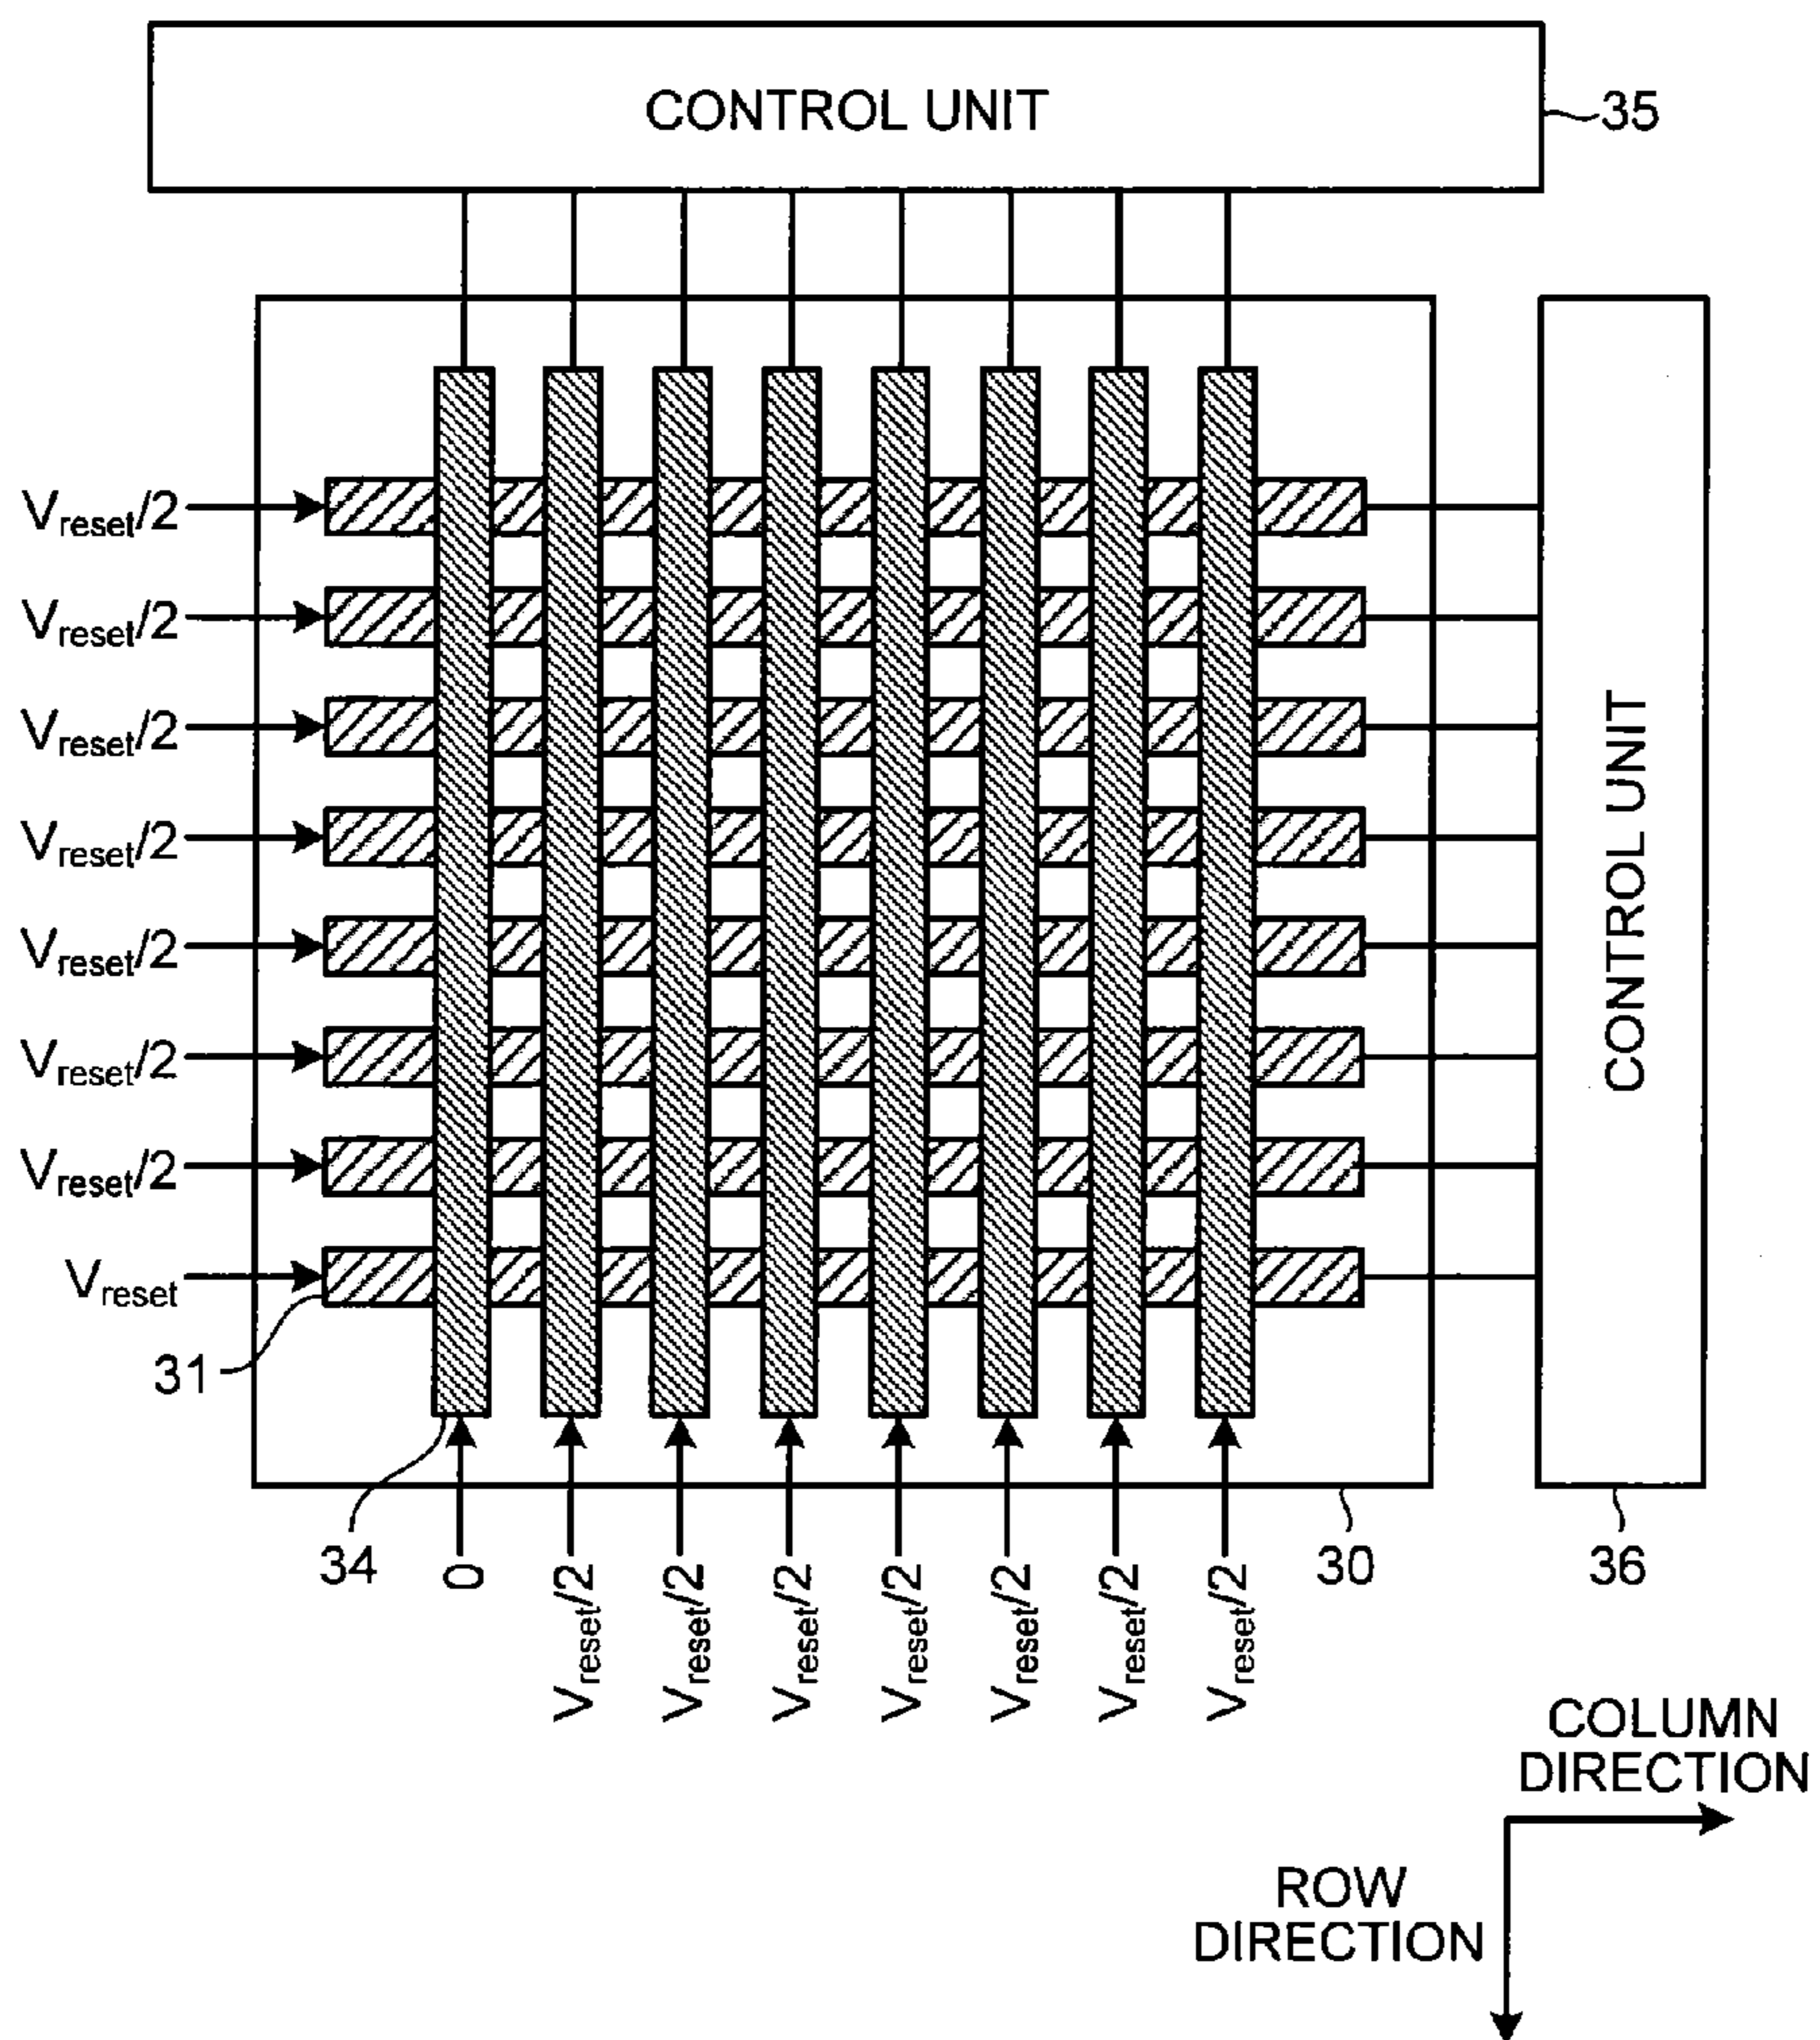 CONTROL UNIT
35
Vreset/2
Vreset/2
Vreset/2
Vreset/2
Vreset/2
Vreset/2
Vreset/2
Vreset
31
CONTROL UNIT
34
0
Vreset/2
Vreset/2
Vreset/2
Vreset/2
Vreset/2
Vreset/2
Vreset/2
30
36
COLUMN
DIRECTION
ROW
DIRECTION